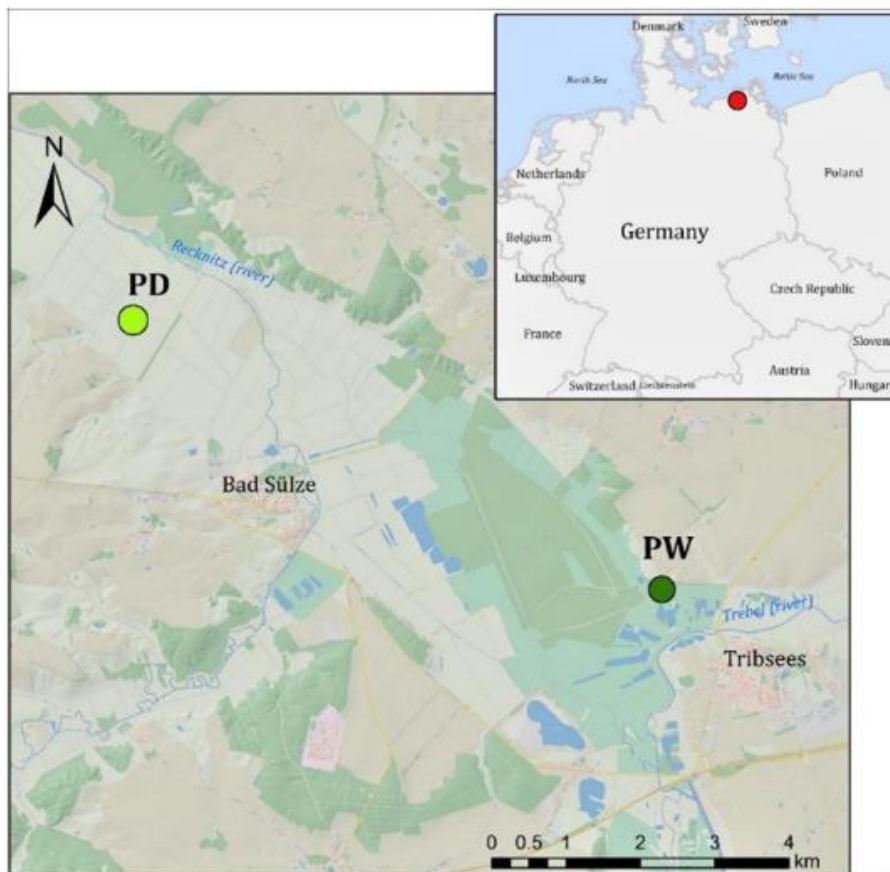 Denmark
Sweden
North Sea
Baltic Sea
Netherlands
Poland
Belgium
Germany
Luxembourg
Czech Republic
France
Sloven
Austria
Switzerland
Liechtenstein
Hungar
N
Recknitz (river)
PD
Bad Sülze
PW
Trebel (river)
Tribsees
0 0.5 1 2 3 4
km